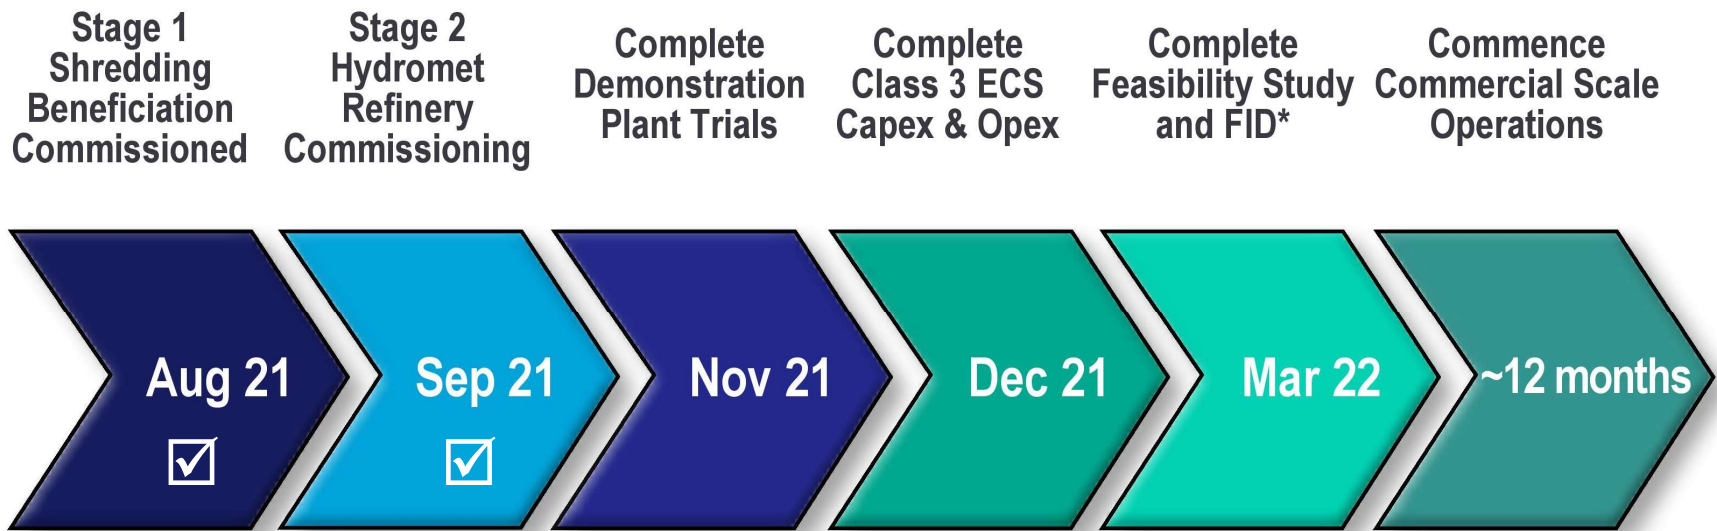 Stage 1
Shredding
Beneficiation
Commissioned
Stage 2
Hydromet
Refinery
Commissioning
Complete
Demonstration
Plant Trials
Complete
Class 3 ECS
Capex & Opex
Complete
Feasibility Study
and FID*
Commence
Commercial Scale
Operations
Aug 21
Sep 21
Nov 21
Dec 21
Mar 22
~12 months